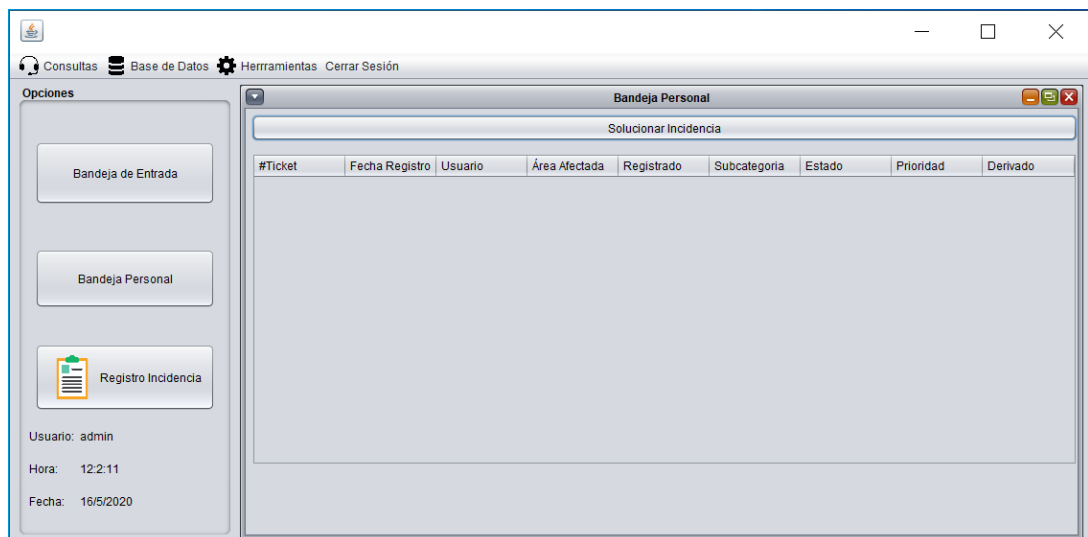 Consultas Base de Datos Herrramientas Cerrar Sesión
Opciones
Bandeja de Entrada
Bandeja Personal
Registro Incidencia
Usuario: admin
Hora: 12:2:11
Fecha: 16/5/2020
Bandeja Personal
Solucionar Incidencia
#Ticket Fecha Registro Usuario Área Afectada Registrado Subcategoria Estado Prioridad Derivado